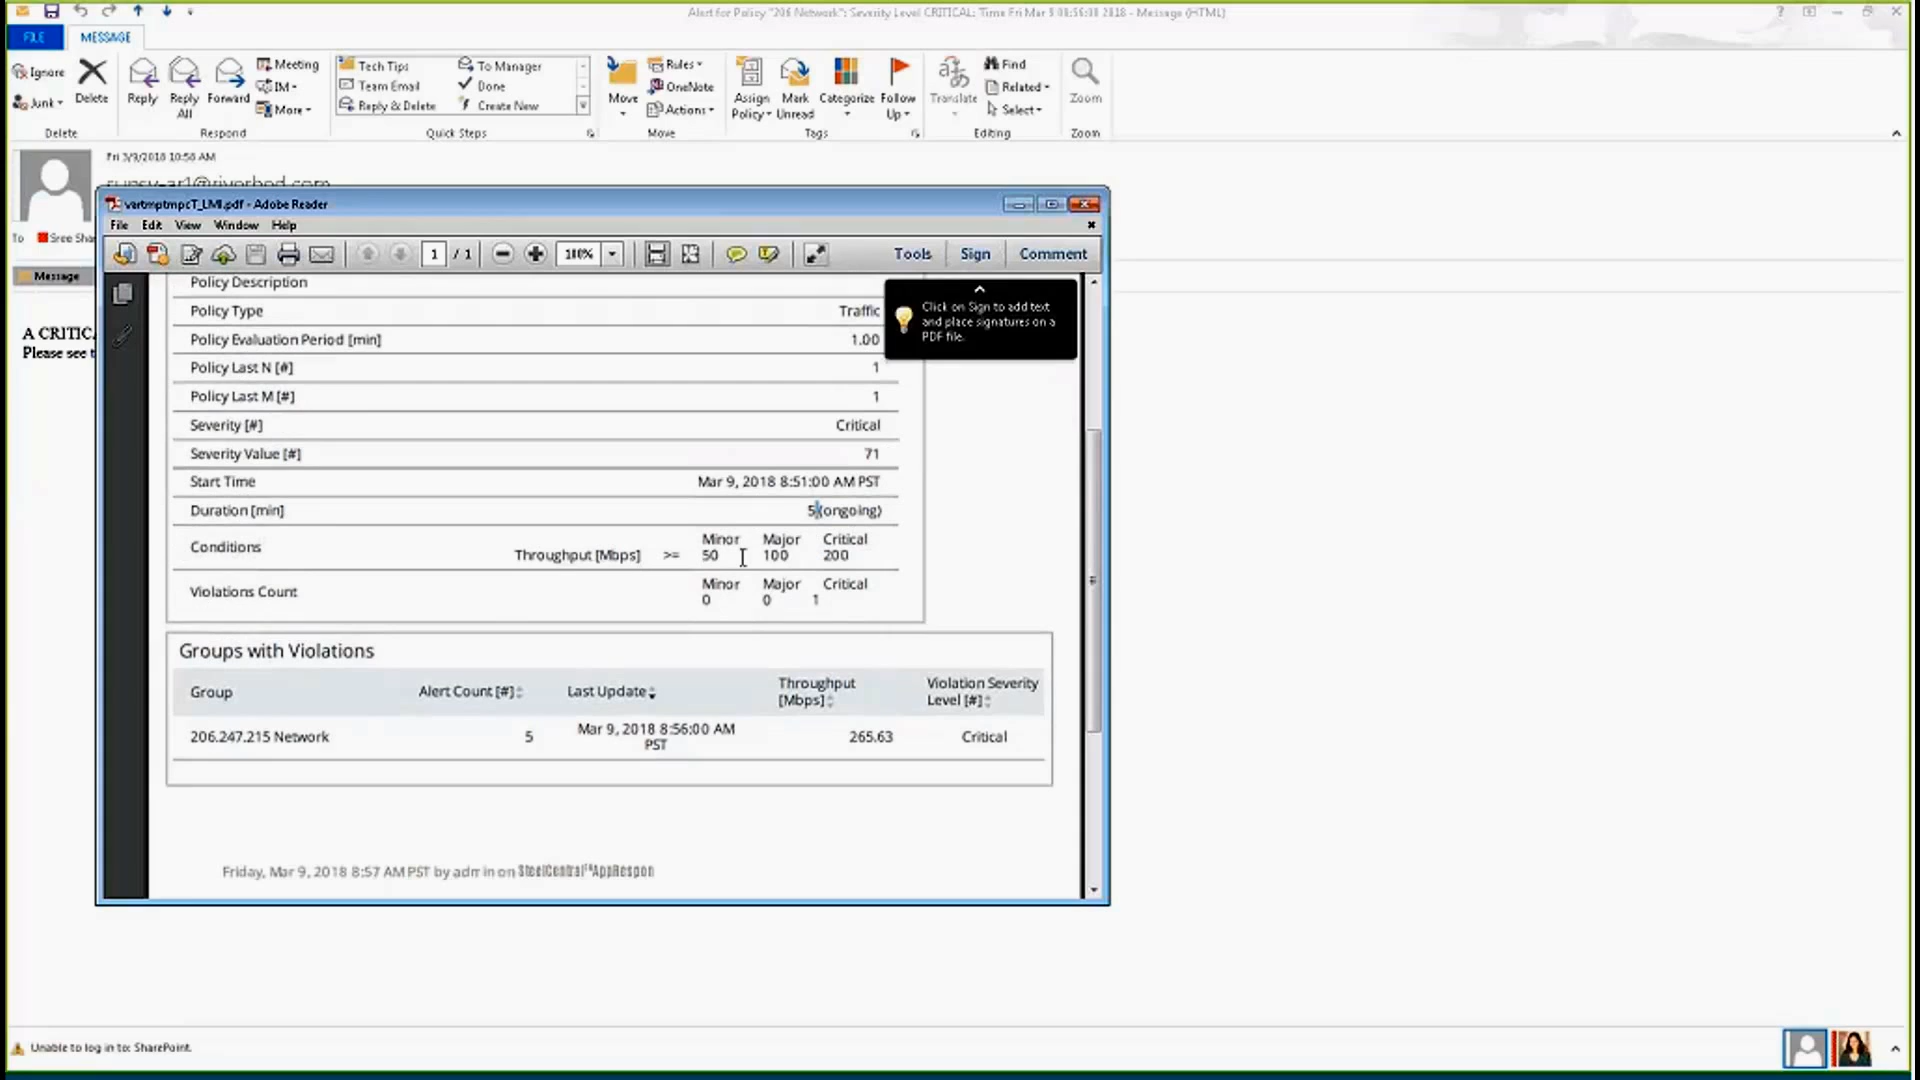 Alert for Policy "206 Network": Severity Level CRITICAL: Time Fri Mar 9 08:56:00 2018 - Message (HTML)
FILE MESSAGE
Ignore
Junk
Delete
Reply
Reply All
Forward
Meeting
IM
More
Tech Tips
Team Email
Reply & Delete
To Manager
Done
Create New
Move
Rules
OneNote
Actions
Assign Policy
Mark Unread
Categorize
Follow Up
Translate
Find
Related
Select
Zoom
Delete Respond Quick Steps Move Tags Editing Zoom
Fri 3/9/2018 10:58 AM
To Sree Sha
Message
A CRITICA
Please see t
vartmptmpcT_LMI.pdf - Adobe Reader
File Edit View Window Help
1 / 1 100% Tools Sign Comment
Click on Sign to add text
and place signatures on a
PDF file.
Policy Description
Policy Type Traffic
Policy Evaluation Period [min] 1.00
Policy Last N [#] 1
Policy Last M [#] 1
Severity [#] Critical
Severity Value [#] 71
Start Time Mar 9, 2018 8:51:00 AM PST
Duration [min] 5 (ongoing)
Minor Major Critical
Conditions Throughput [Mbps] >= 50 100 200
Minor Major Critical
Violations Count 0 0 1
Groups with Violations
Group Alert Count [#] Last Update Throughput [Mbps] Violation Severity Level [#]
206.247.215 Network 5 Mar 9, 2018 8:56:00 AM PST 265.63 Critical
Friday, Mar 9, 2018 8:57 AM PST by admin on SteelCentral™AppRespon
Unable to log in to: SharePoint.